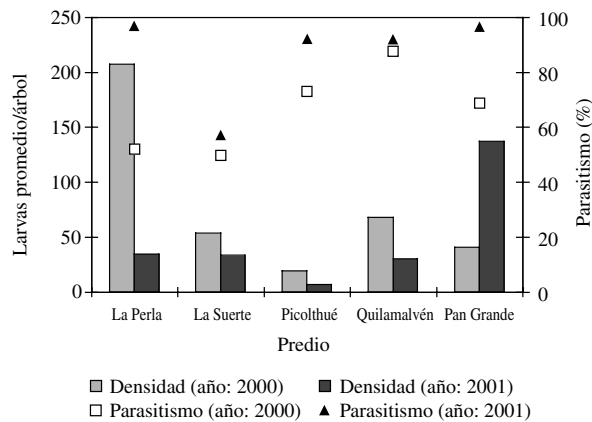 250
200
150
100
50
0
Larvas promedio/árbol
100
80
60
40
20
0
Parasitismo (%)
La Perla La Suerte Picolthué Quilamalvén Pan Grande
Predio
Densidad (año: 2000) Densidad (año: 2001)
Parasitismo (año: 2000) Parasitismo (año: 2001)